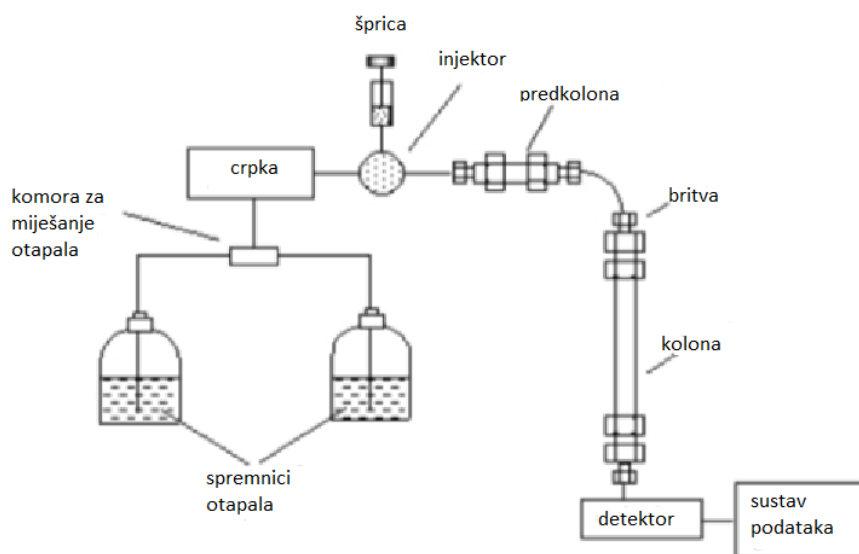 šprica
injektor
predkolona
crpka
komora za
miješanje
otapala
britva
kolona
spremnici
otapala
detektor
sustav
podataka